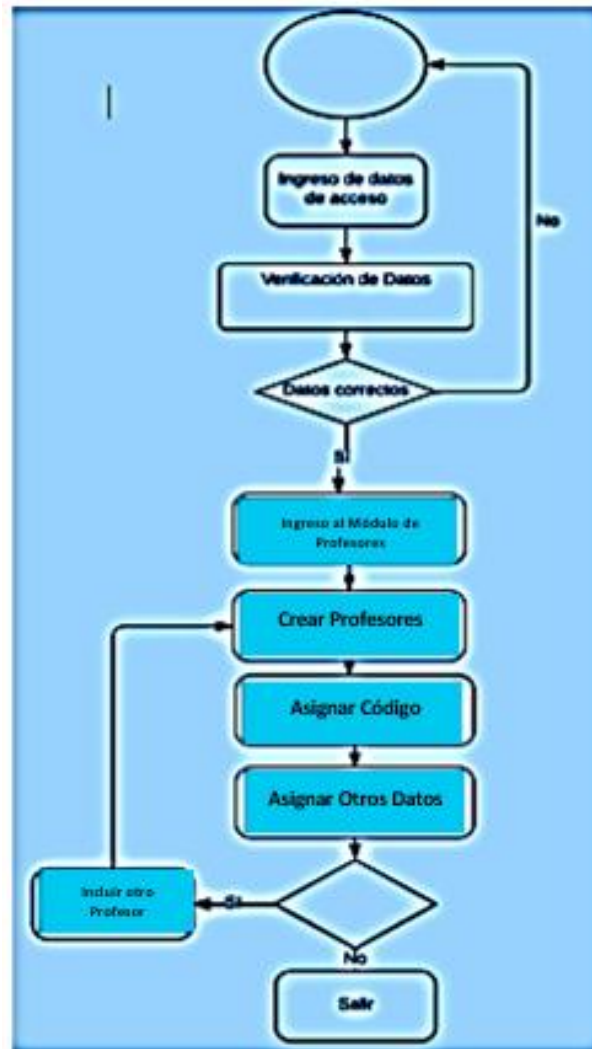 Ingreso de datos
de acceso
No
Verificación de Datos
Datos correctos
Si
Ingreso al Módulo de
Profesores
Crear Profesores
Asignar Código
Asignar Otros Datos
Incluir otro
Profesor
Si
No
Salir